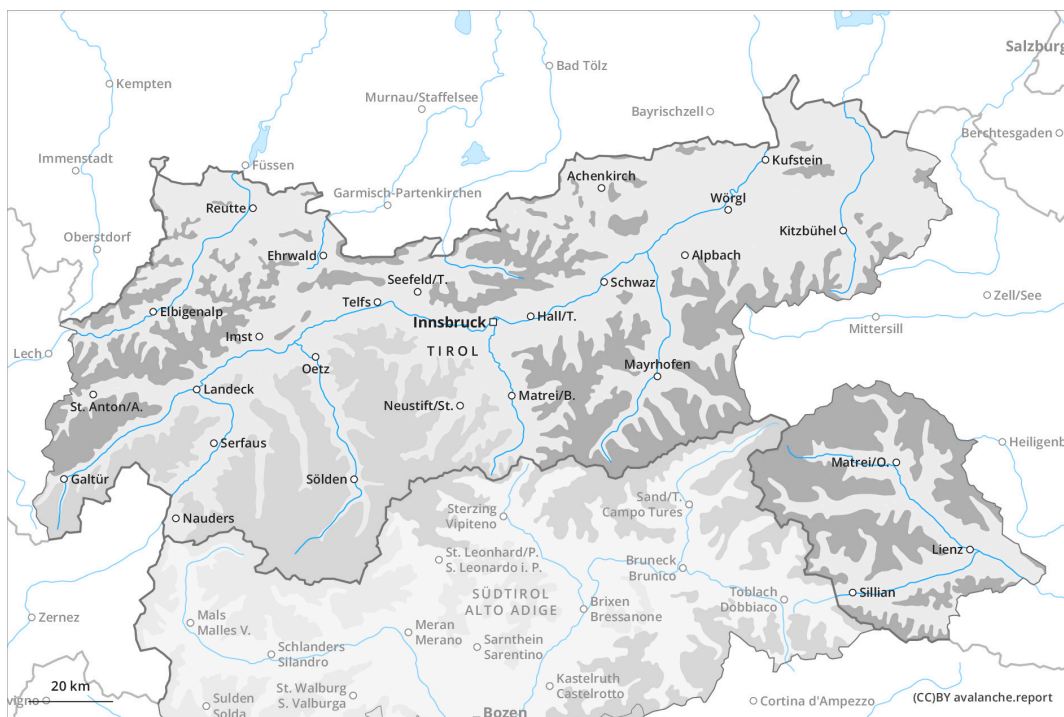 Salzburg
Bad Tölz
Kempten
Murnau/Staffelsee
Bayrischzell
Berchtesgaden
Immenstadt
Füssen
Kufstein
Achenkirch
Garmisch-Partenkirchen
Reutte
Wörgl
Oberstdorf
Kitzbühel
Ehrwald
Alpbach
Seefeld/T.
Schwaz
Zell/See
Telfs
Elbigenalp
Innsbruck
Hall/T.
Mittersill
Imst
TIROL
Lech
Oetz
Mayrhofen
Landeck
St. Anton/A.
Neustift/St.
Matrei/B.
Serfaus
Heiligenb
Matrei/O.
Galtür
Sölden
Sand/T.
Campo Tures
Nauders
Sterzing
Vipiteno
Lienz
St. Leonhard/P.
S. Leonardo i. P.
Bruneck
Brunico
SÜDTIROL
ALTO ADIGE
Toblach
Dobbiaco
Sillian
Brixen
Bressanone
Zernez
Mals
Malles V.
Meran
Merano
Sarnthein
Sarentino
Schlanders
Silandro
Kastelruth
Castelrotto
20 km
St. Walburg
S. Valburga
vigno
Sulden
Solda
Cortina d'Ampezzo
(CC)BY avalanche.report
Bozen